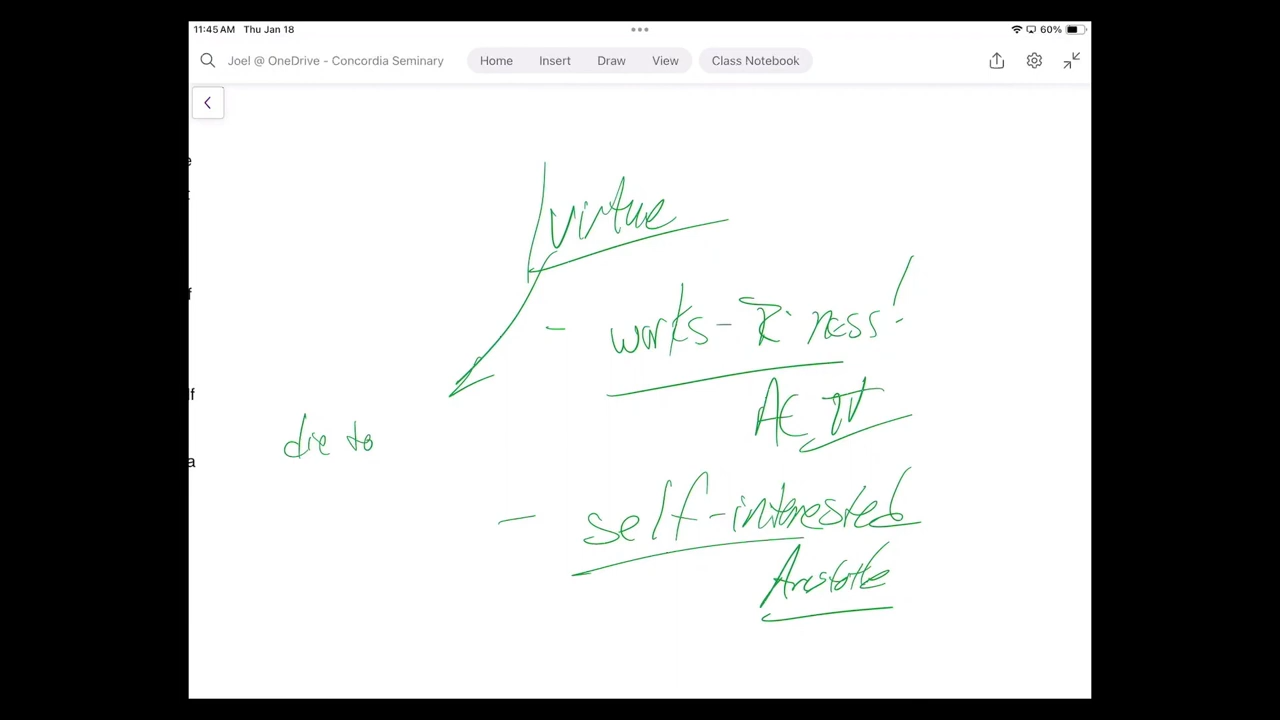 11:45 AM Thu Jan 18
60%
Joel @ OneDrive - Concordia Seminary
Home Insert Draw View Class Notebook
virtue
- works-R'ness!
AC IV
die to
- self-interested
Aristotle